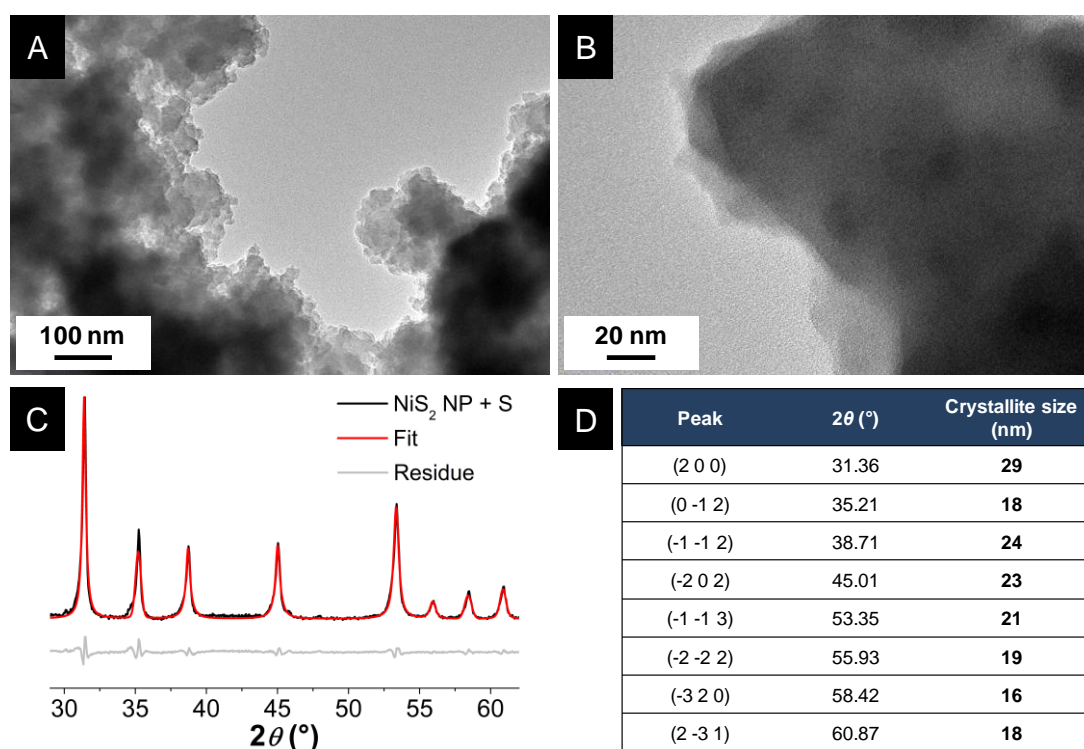 A
100 nm
B
20 nm
C
NiS₂ NP + S
Fit
Residue
30 35 40 45 50 55 60
2θ (°)
D
Peak 2θ (°) Crystallite size (nm)
(2 0 0) 31.36 29
(0 -1 2) 35.21 18
(-1 -1 2) 38.71 24
(-2 0 2) 45.01 23
(-1 -1 3) 53.35 21
(-2 -2 2) 55.93 19
(-3 2 0) 58.42 16
(2 -3 1) 60.87 18